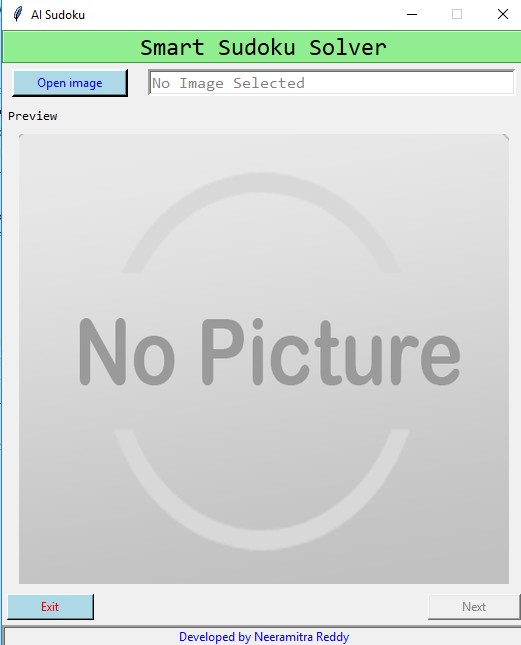 AI Sudoku
Smart Sudoku Solver
Open image
No Image Selected
Preview
No Picture
Exit
Next
Developed by Neeramitra Reddy